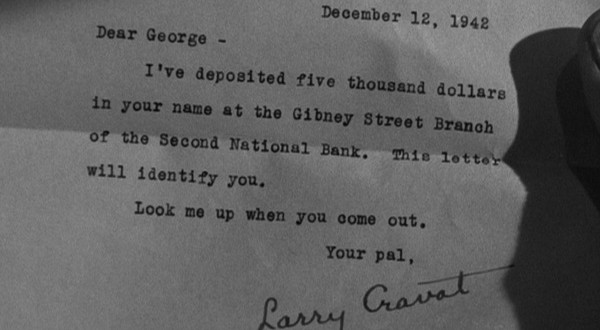 December 12, 1942
Dear George -
I've deposited five thousand dollars
in your name at the Gibney Street Branch
of the Second National Bank. This letter
will identify you.
Look me up when you come out.
Your pal,
Larry Cravat